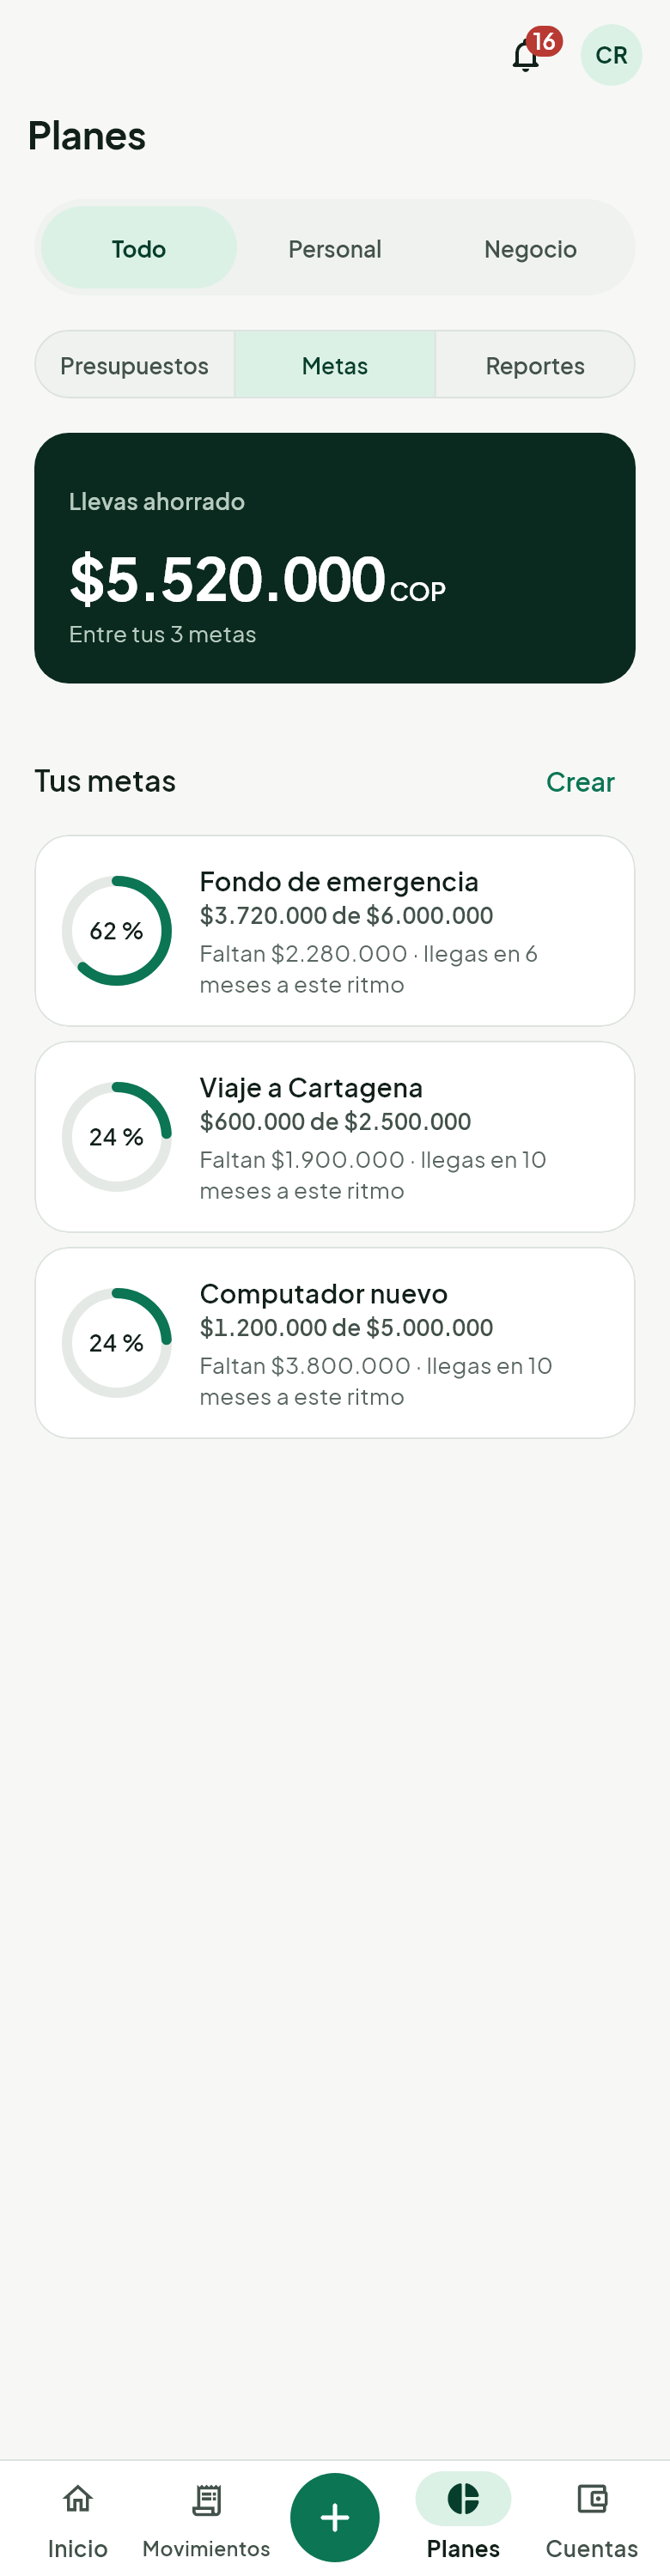 16
CR
Planes
Todo Personal Negocio
Presupuestos Metas Reportes
Llevas ahorrado
$5.520.000 COP
Entre tus 3 metas
Tus metas Crear
62 %
Fondo de emergencia
$3.720.000 de $6.000.000
Faltan $2.280.000 · llegas en 6
meses a este ritmo
24 %
Viaje a Cartagena
$600.000 de $2.500.000
Faltan $1.900.000 · llegas en 10
meses a este ritmo
24 %
Computador nuevo
$1.200.000 de $5.000.000
Faltan $3.800.000 · llegas en 10
meses a este ritmo
Inicio Movimientos Planes Cuentas